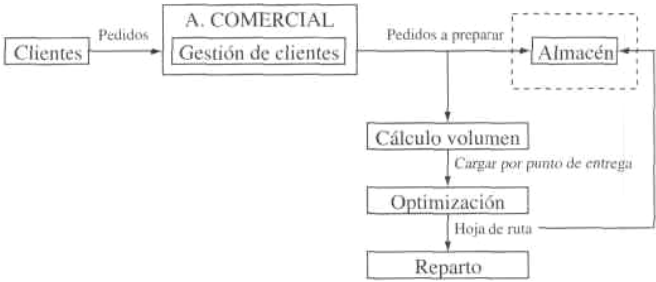 A. COMERCIAL
Clientes
Pedidos
Gestión de clientes
Pedidos a preparar
Almacén
Cálculo volumen
Cargar por punto de entrega
Optimización
Hoja de ruta
Reparto